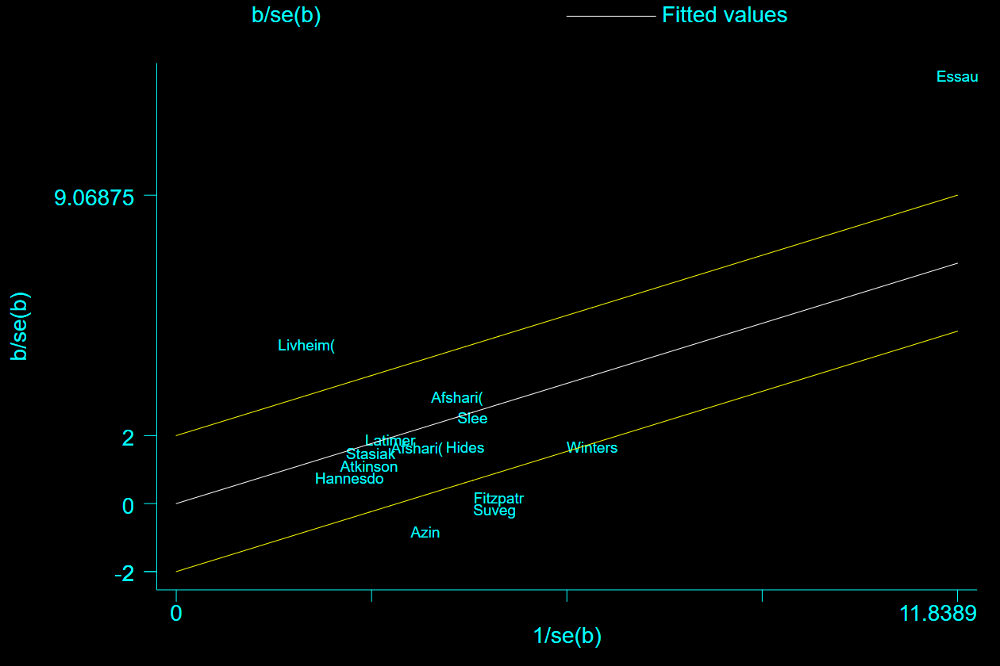 b/se(b)
Fitted values
Essau
9.06875
b/se(b)
Livheim(
Afshari(
Slee
2
Latimer
Afshari(
Hides
Winters
Stasiak
Atkinson
Hannesdo
0
Fitzpatr
Suveg
Azin
-2
0
11.8389
1/se(b)